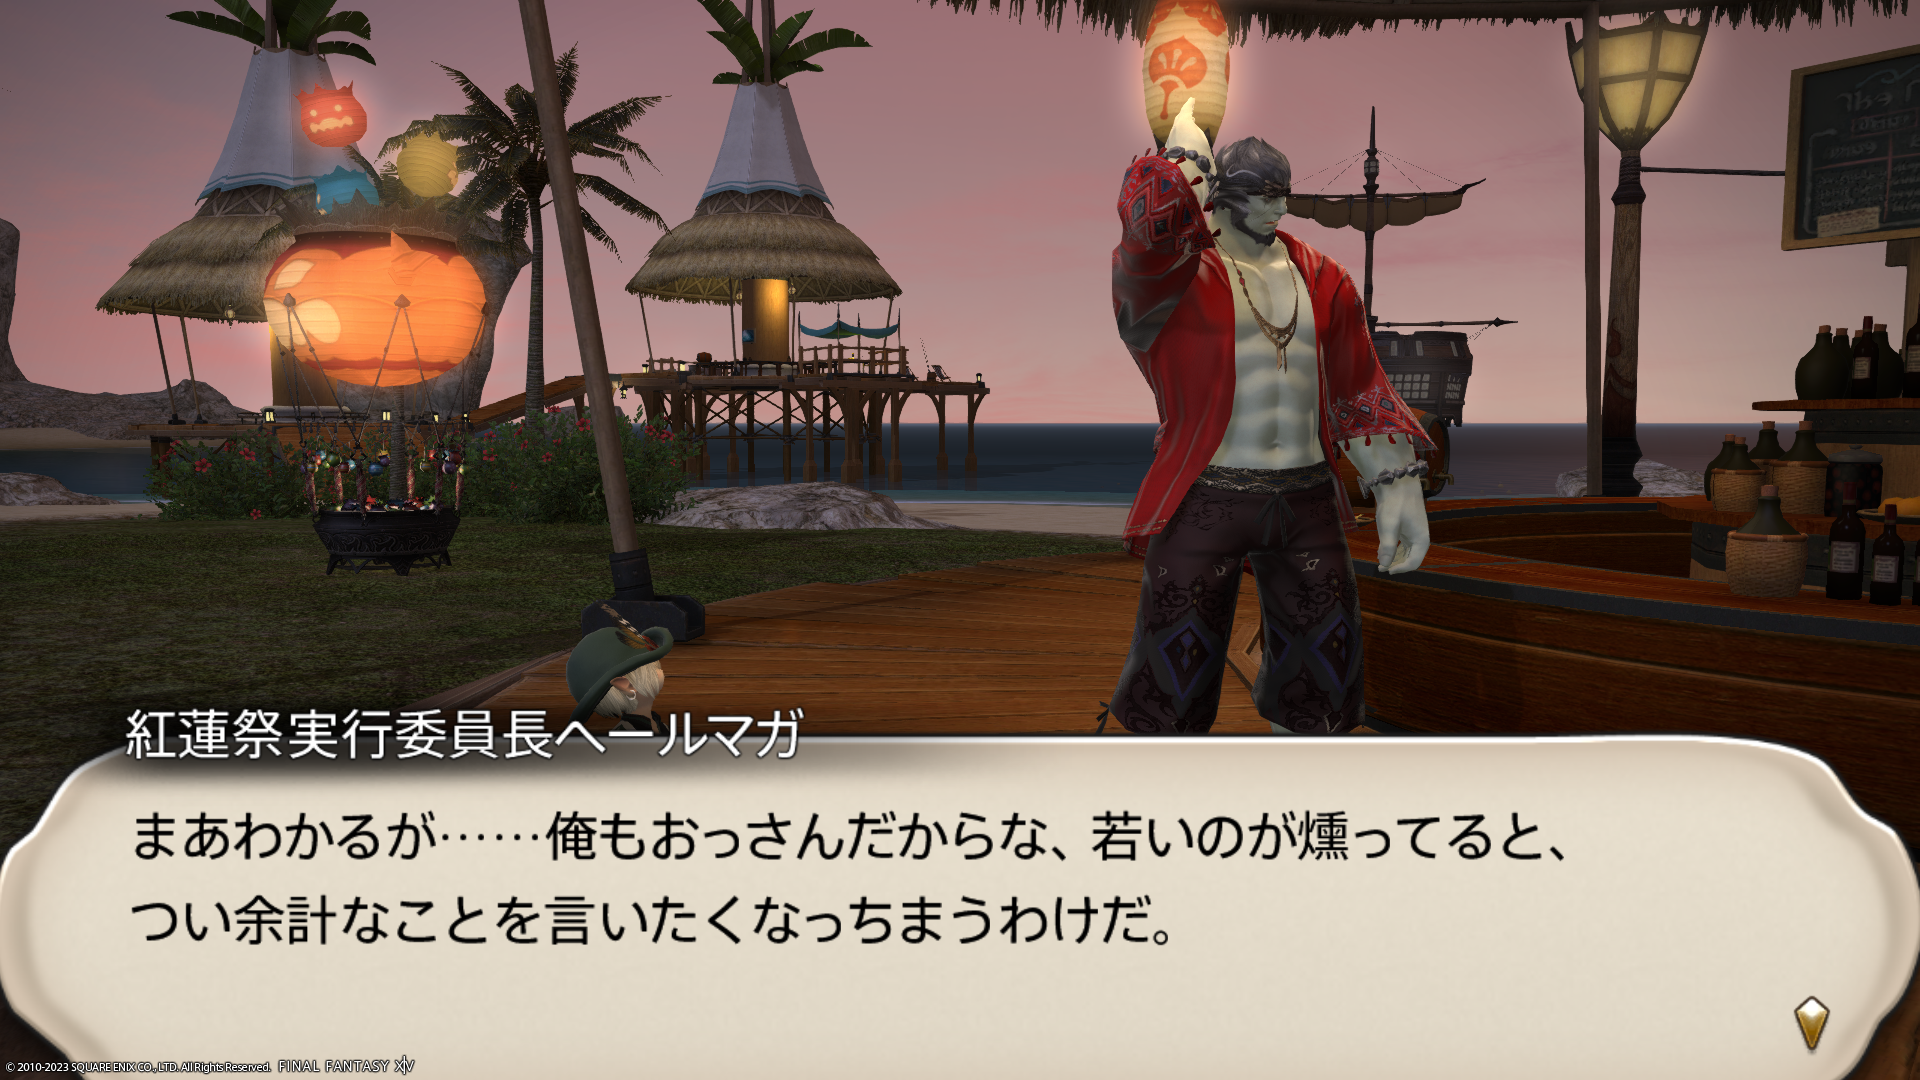 紅蓮祭実行委員長ヘールマガ
まあわかるが……俺もおっさんだからな、若いのが燻ってると、
つい余計なことを言いたくなっちまうわけだ。
© 2010-2023 SQUARE ENIX CO., LTD. All Rights Reserved. FINAL FANTASY XIV